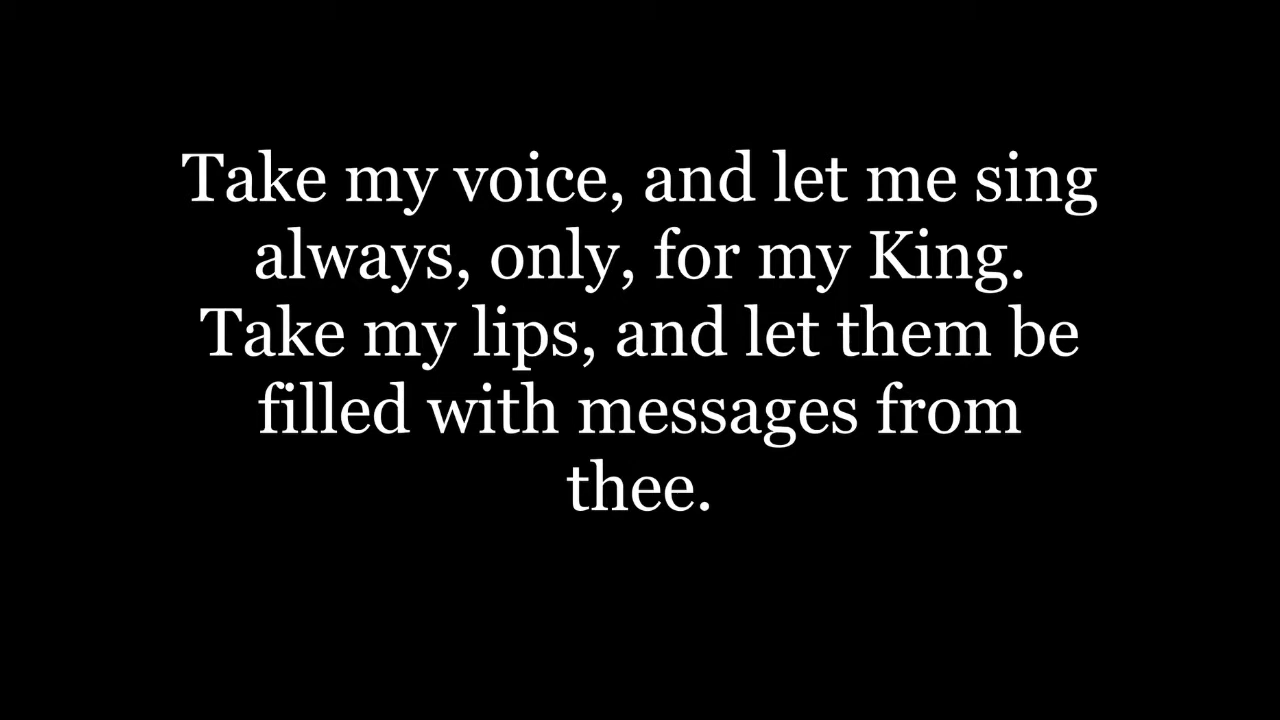 Take my voice, and let me sing
always, only, for my King.
Take my lips, and let them be
filled with messages from
thee.